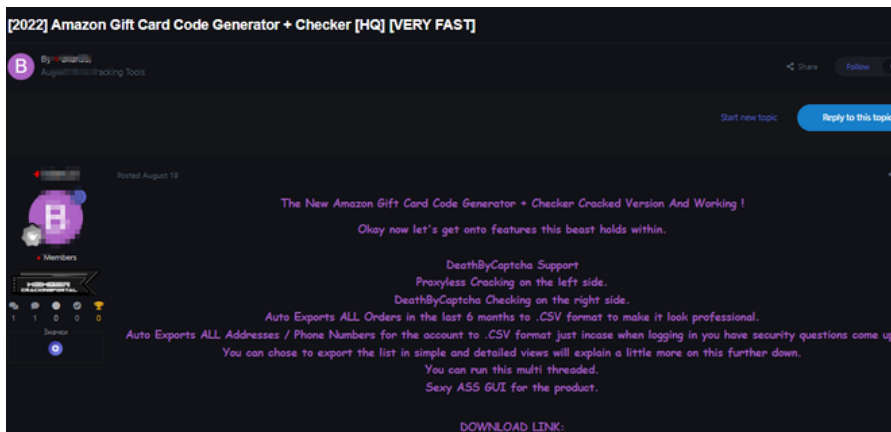 [2022] Amazon Gift Card Code Generator + Checker [HQ] [VERY FAST]
B
By
Tools
Share
Follow
Start new topic
Reply to this topic
Posted August 19
The New Amazon Gift Card Code Generator + Checker Cracked Version And Working !
Okay now let's get onto features this beast holds within.
DeathByCaptcha Support
Proxyless Cracking on the left side.
DeathByCaptcha Checking on the right side.
Auto Exports ALL Orders in the last 6 months to .CSV format to make it look professional.
Auto Exports ALL Addresses / Phone Numbers for the account to .CSV format just incase when logging in you have security questions come up
You can chose to export the list in simple and detailed views will explain a little more on this further down.
You can run this multi threaded.
Sexy ASS GUI for the product.
DOWNLOAD LINK:
Members
1 1 0 0 0
Значки